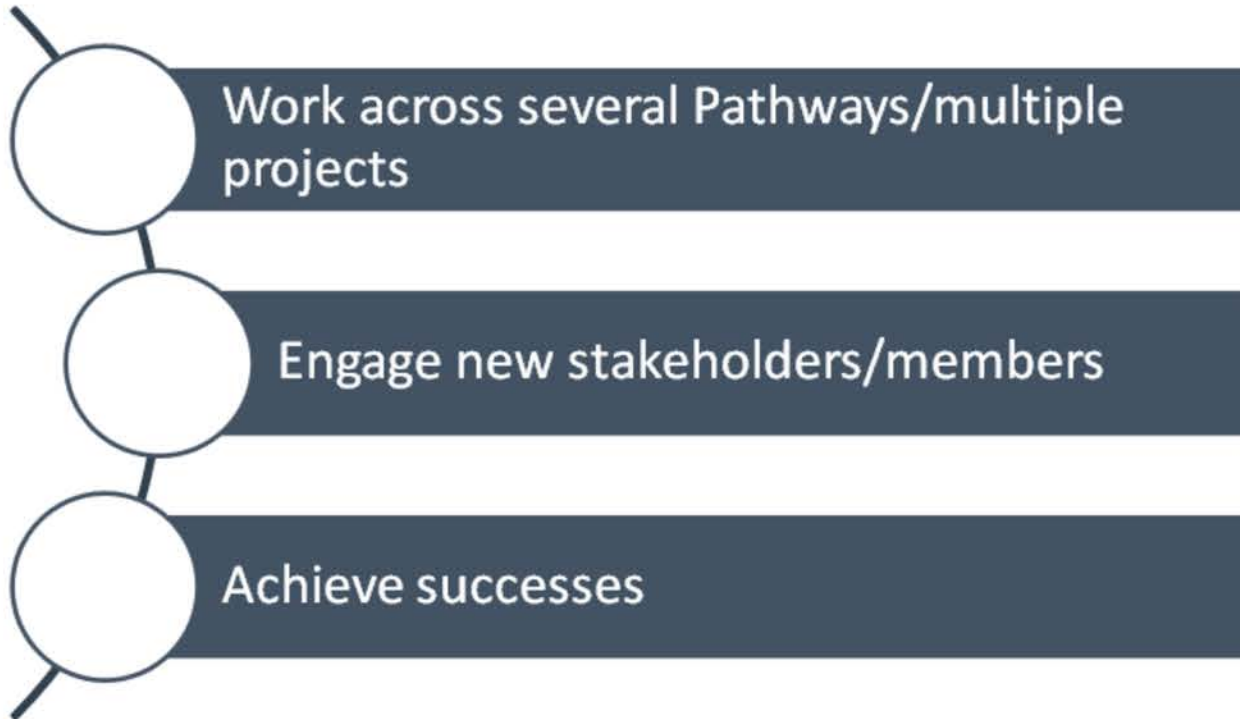 Work across several Pathways/multiple
projects
Engage new stakeholders/members
Achieve successes